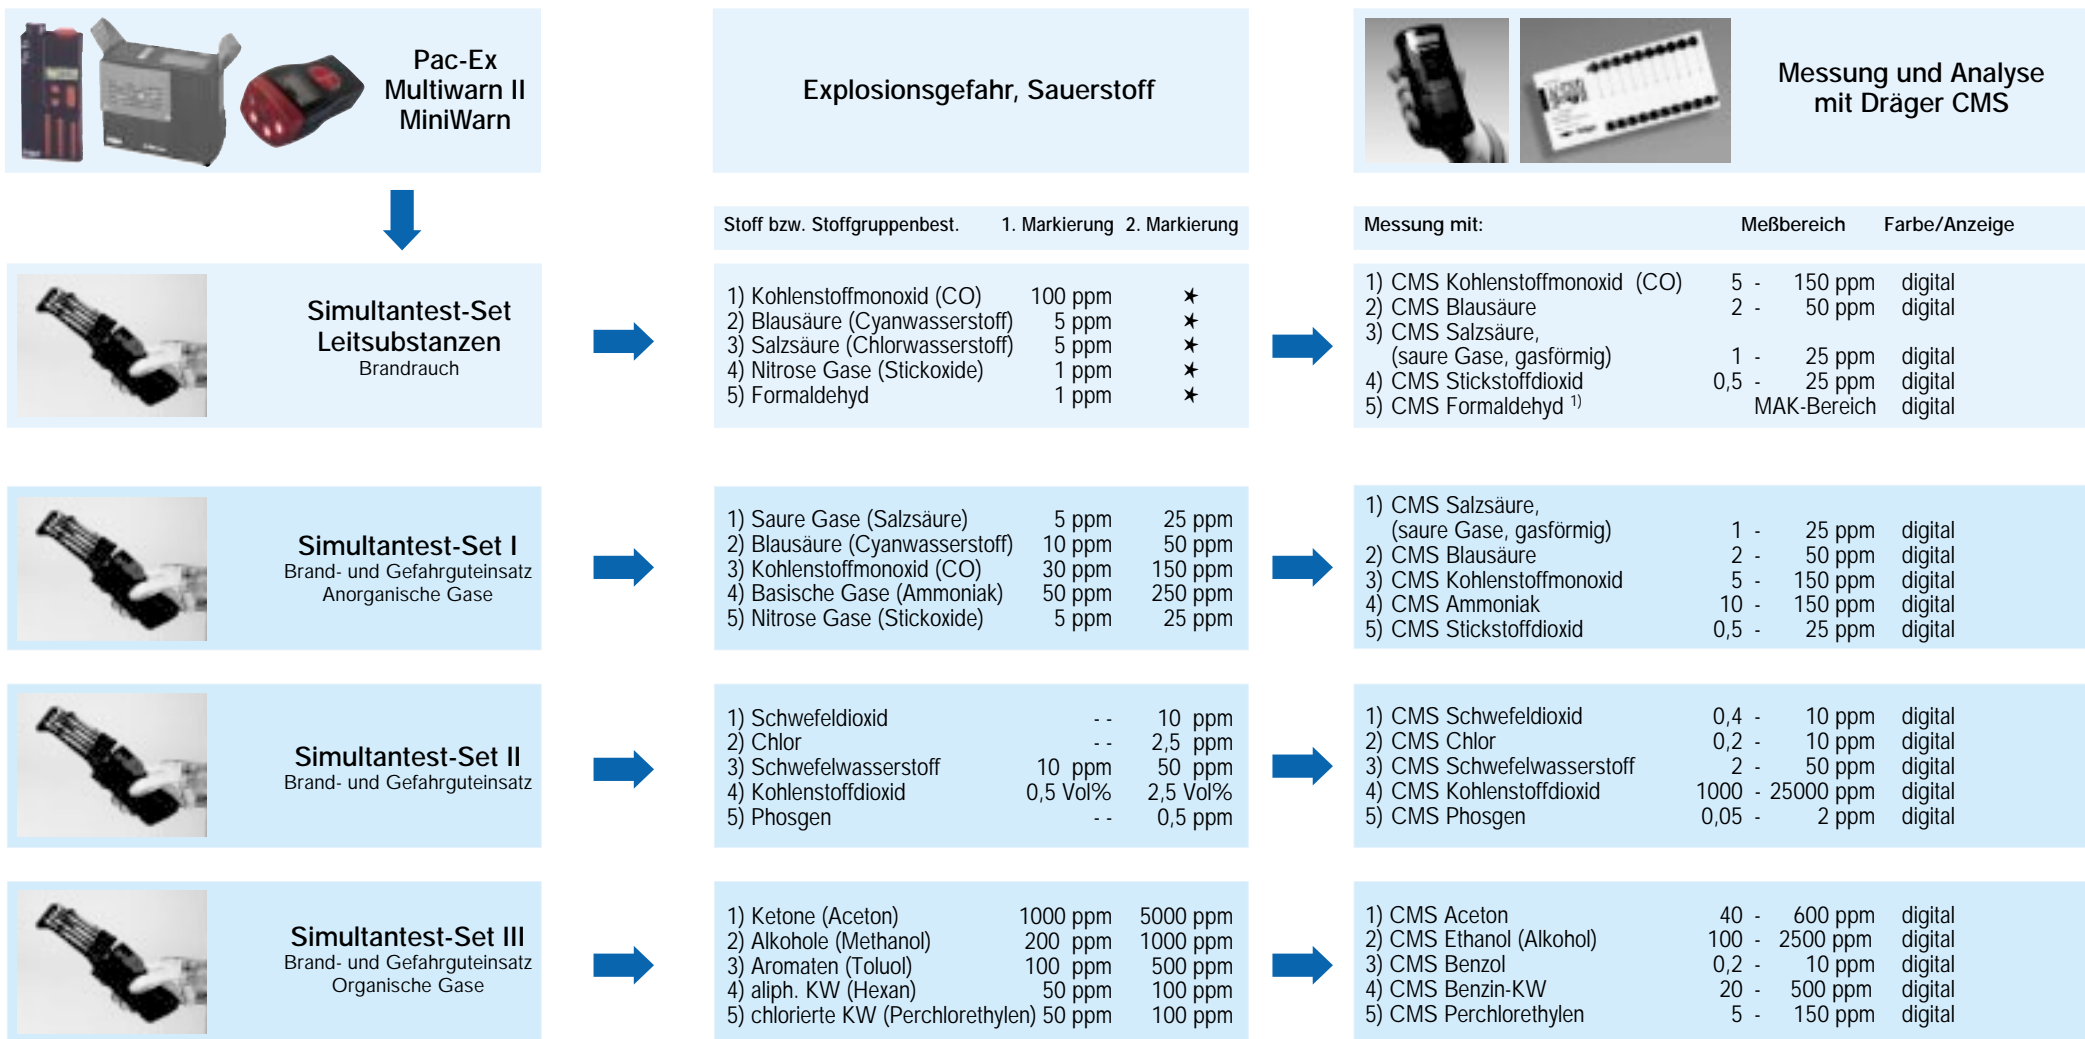 Pac-Ex
Multiwarn II
MiniWarn
Explosionsgefahr, Sauerstoff
Messung und Analyse
mit Dräger CMS
Stoff bzw. Stoffgruppenbest. 1. Markierung 2. Markierung
Messung mit: Meßbereich Farbe/Anzeige
Simultantest-Set
Leitsubstanzen
Brandrauch
1) Kohlenstoffmonoxid (CO) 100 ppm ★
2) Blausäure (Cyanwasserstoff) 5 ppm ★
3) Salzsäure (Chlorwasserstoff) 5 ppm ★
4) Nitrose Gase (Stickoxide) 1 ppm ★
5) Formaldehyd 1 ppm ★
1) CMS Kohlenstoffmonoxid (CO) 5 - 150 ppm digital
2) CMS Blausäure 2 - 50 ppm digital
3) CMS Salzsäure,
(saure Gase, gasförmig) 1 - 25 ppm digital
4) CMS Stickstoffdioxid 0,5 - 25 ppm digital
5) CMS Formaldehyd 1) MAK-Bereich digital
Simultantest-Set I
Brand- und Gefahrguteinsatz
Anorganische Gase
1) Saure Gase (Salzsäure) 5 ppm 25 ppm
2) Blausäure (Cyanwasserstoff) 10 ppm 50 ppm
3) Kohlenstoffmonoxid (CO) 30 ppm 150 ppm
4) Basische Gase (Ammoniak) 50 ppm 250 ppm
5) Nitrose Gase (Stickoxide) 5 ppm 25 ppm
1) CMS Salzsäure,
(saure Gase, gasförmig) 1 - 25 ppm digital
2) CMS Blausäure 2 - 50 ppm digital
3) CMS Kohlenstoffmonoxid 5 - 150 ppm digital
4) CMS Ammoniak 10 - 150 ppm digital
5) CMS Stickstoffdioxid 0,5 - 25 ppm digital
Simultantest-Set II
Brand- und Gefahrguteinsatz
1) Schwefeldioxid - - 10 ppm
2) Chlor - - 2,5 ppm
3) Schwefelwasserstoff 10 ppm 50 ppm
4) Kohlenstoffdioxid 0,5 Vol% 2,5 Vol%
5) Phosgen - - 0,5 ppm
1) CMS Schwefeldioxid 0,4 - 10 ppm digital
2) CMS Chlor 0,2 - 10 ppm digital
3) CMS Schwefelwasserstoff 2 - 50 ppm digital
4) CMS Kohlenstoffdioxid 1000 - 25000 ppm digital
5) CMS Phosgen 0,05 - 2 ppm digital
Simultantest-Set III
Brand- und Gefahrguteinsatz
Organische Gase
1) Ketone (Aceton) 1000 ppm 5000 ppm
2) Alkohole (Methanol) 200 ppm 1000 ppm
3) Aromaten (Toluol) 100 ppm 500 ppm
4) aliph. KW (Hexan) 50 ppm 100 ppm
5) chlorierte KW (Perchlorethylen) 50 ppm 100 ppm
1) CMS Aceton 40 - 600 ppm digital
2) CMS Ethanol (Alkohol) 100 - 2500 ppm digital
3) CMS Benzol 0,2 - 10 ppm digital
4) CMS Benzin-KW 20 - 500 ppm digital
5) CMS Perchlorethylen 5 - 150 ppm digital